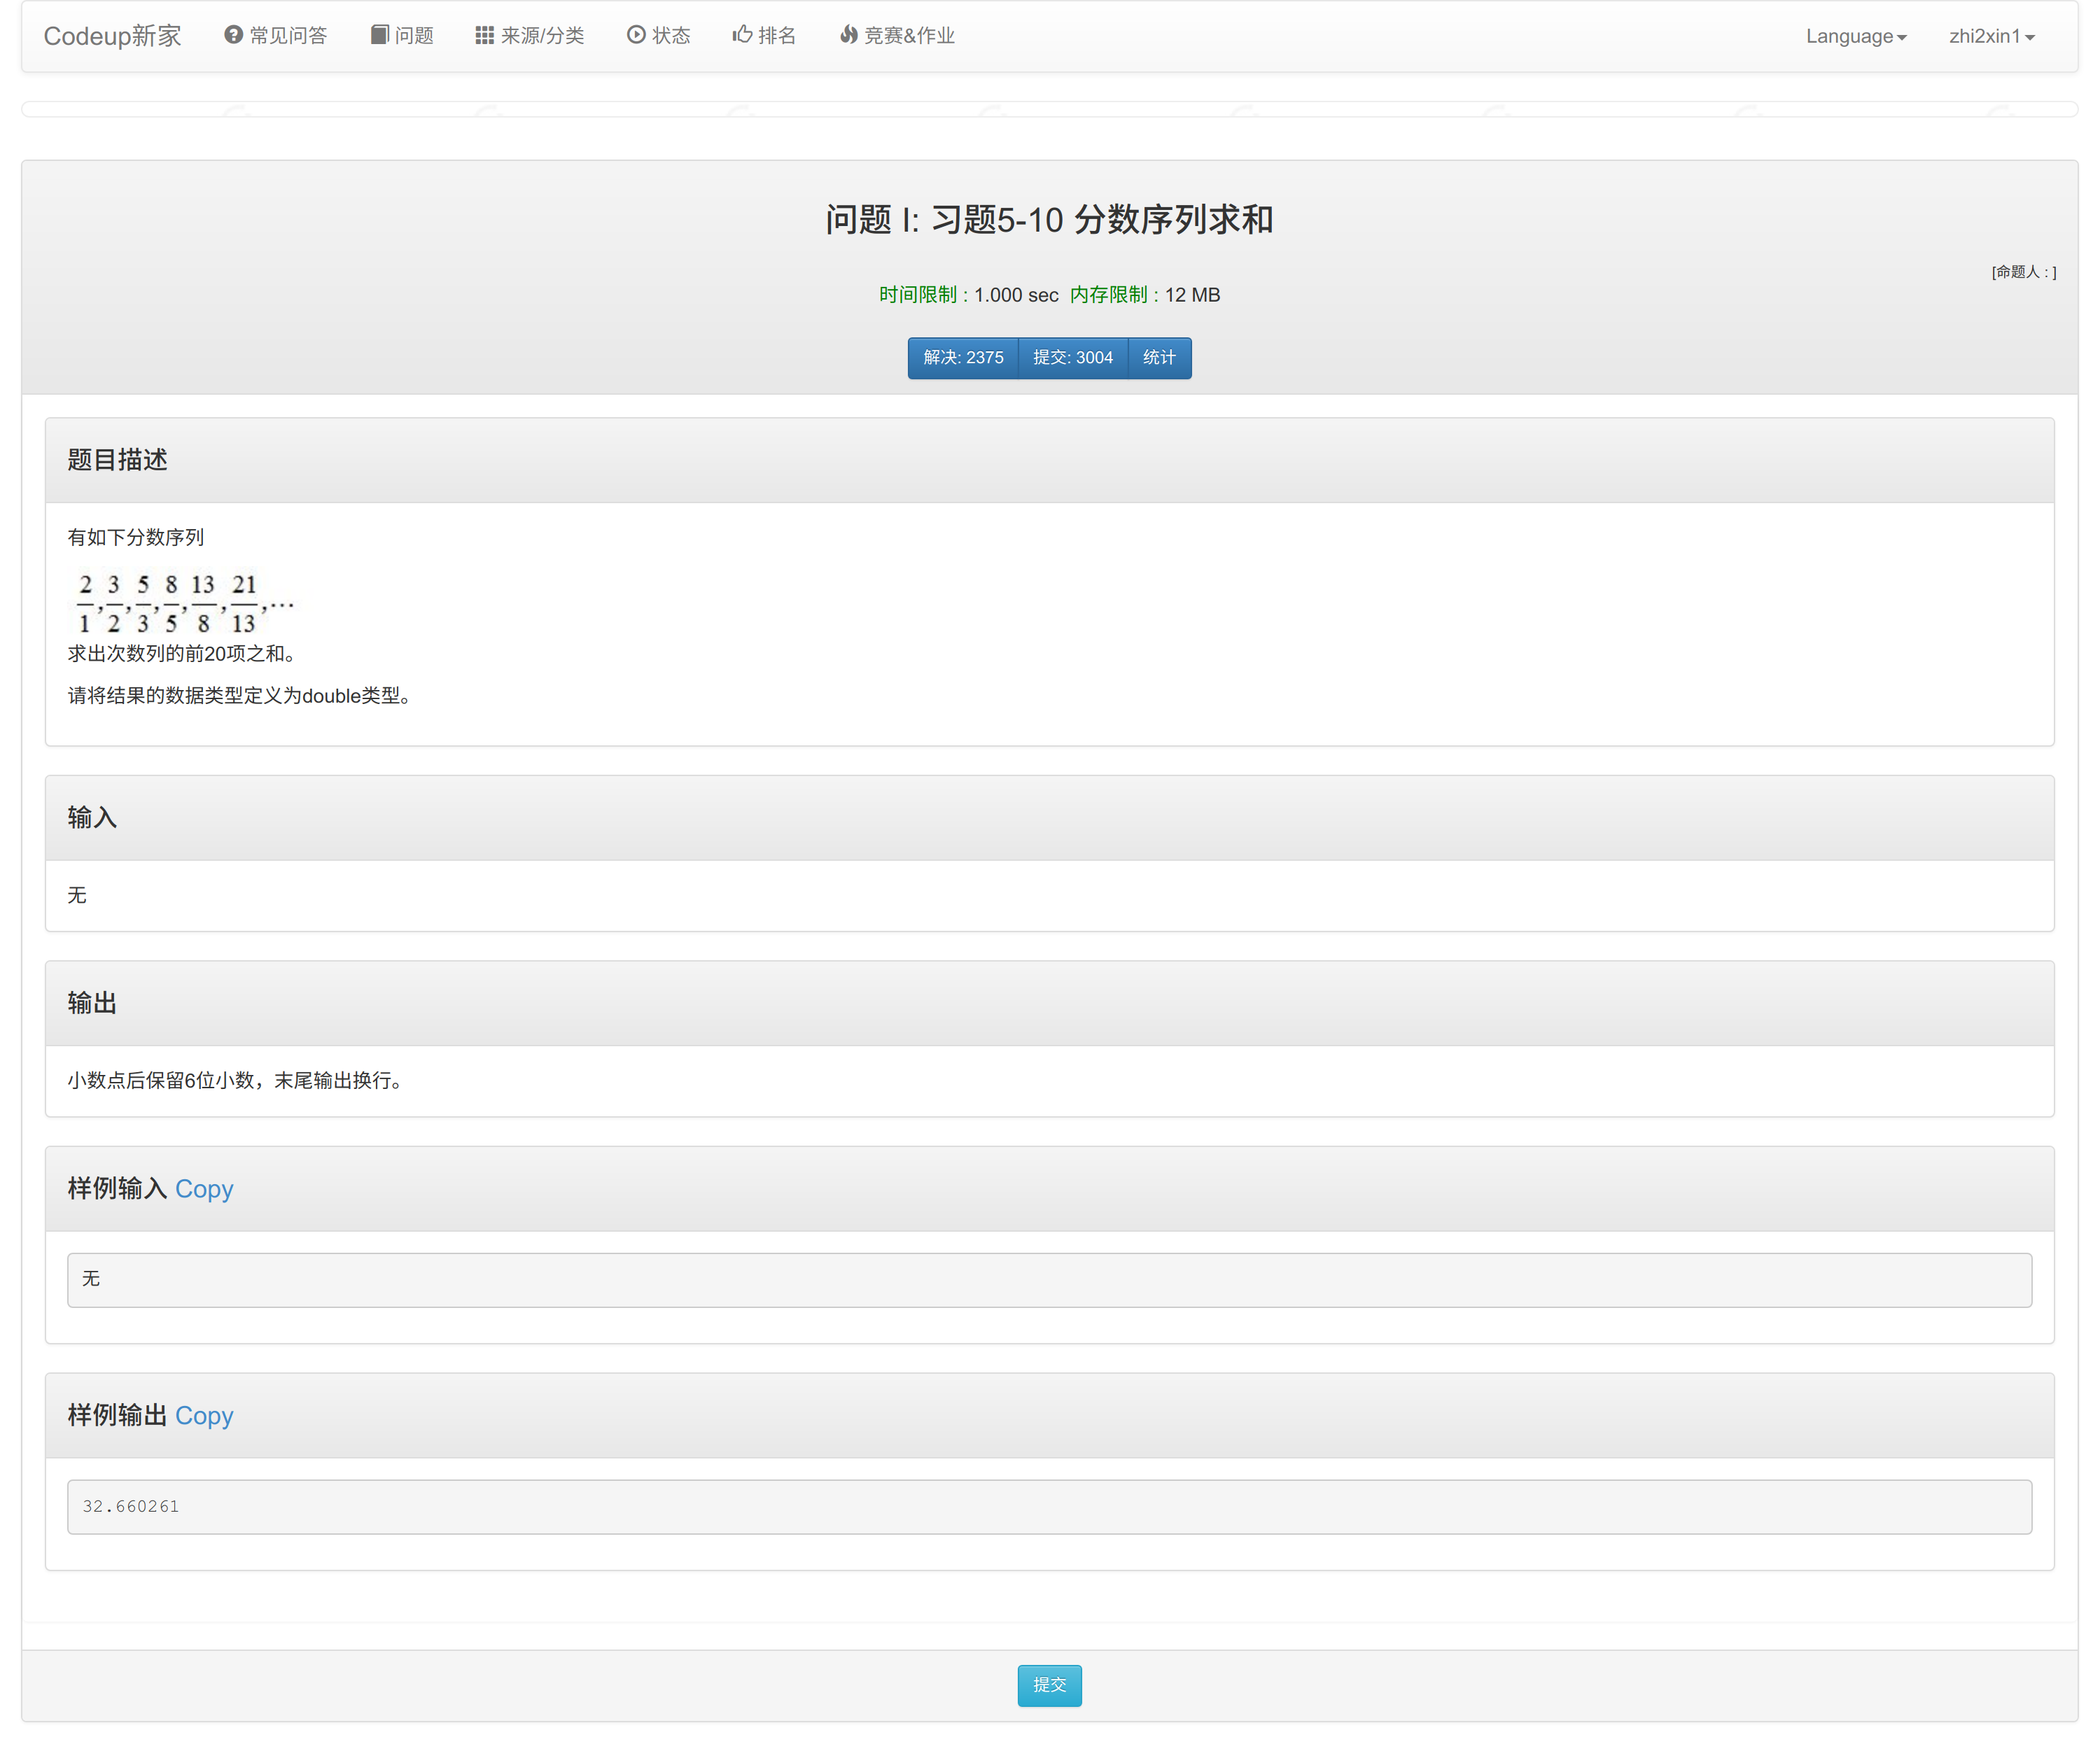 Codeup新家 常见问答 问题 来源/分类 状态 排名 竞赛&作业 Language zhi2xin1
问题 I: 习题5-10 分数序列求和
[命题人 : ]
时间限制 : 1.000 sec 内存限制 : 12 MB
解决: 2375 提交: 3004 统计
题目描述
有如下分数序列
2/1, 3/2, 5/3, 8/5, 13/8, 21/13, ⋯
求出次数列的前20项之和。
请将结果的数据类型定义为double类型。
输入
无
输出
小数点后保留6位小数，末尾输出换行。
样例输入 Copy
无
样例输出 Copy
32.660261
提交